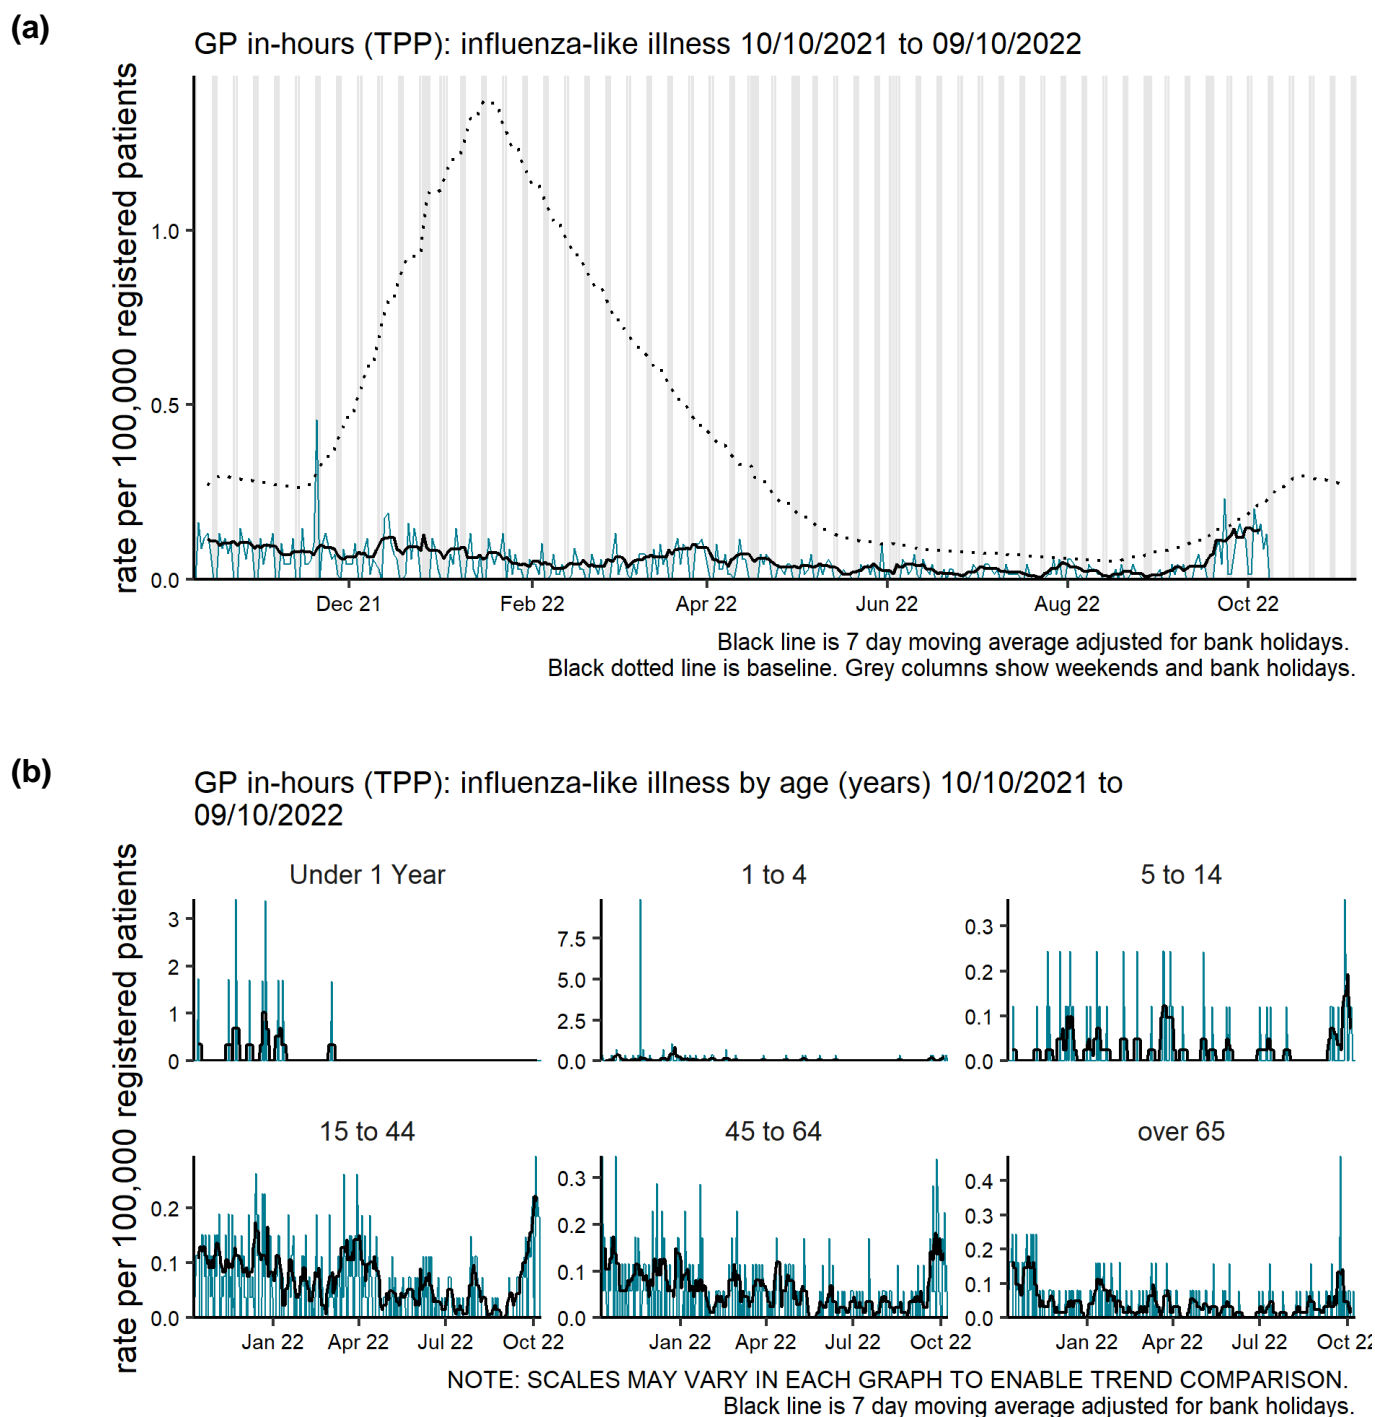 (a)
GP in-hours (TPP): influenza-like illness 10/10/2021 to 09/10/2022
rate per 100,000 registered patients
1.0
0.5
0.0
Dec 21 Feb 22 Apr 22 Jun 22 Aug 22 Oct 22
Black line is 7 day moving average adjusted for bank holidays.
Black dotted line is baseline. Grey columns show weekends and bank holidays.
(b)
GP in-hours (TPP): influenza-like illness by age (years) 10/10/2021 to
09/10/2022
rate per 100,000 registered patients
Under 1 Year
3
2
1
0
1 to 4
7.5
5.0
2.5
0.0
5 to 14
0.3
0.2
0.1
0.0
15 to 44
0.2
0.1
0.0
Jan 22 Apr 22 Jul 22 Oct 22
45 to 64
0.3
0.2
0.1
0.0
Jan 22 Apr 22 Jul 22 Oct 22
over 65
0.4
0.3
0.2
0.1
0.0
Jan 22 Apr 22 Jul 22 Oct 22
NOTE: SCALES MAY VARY IN EACH GRAPH TO ENABLE TREND COMPARISON.
Black line is 7 day moving average adjusted for bank holidays.